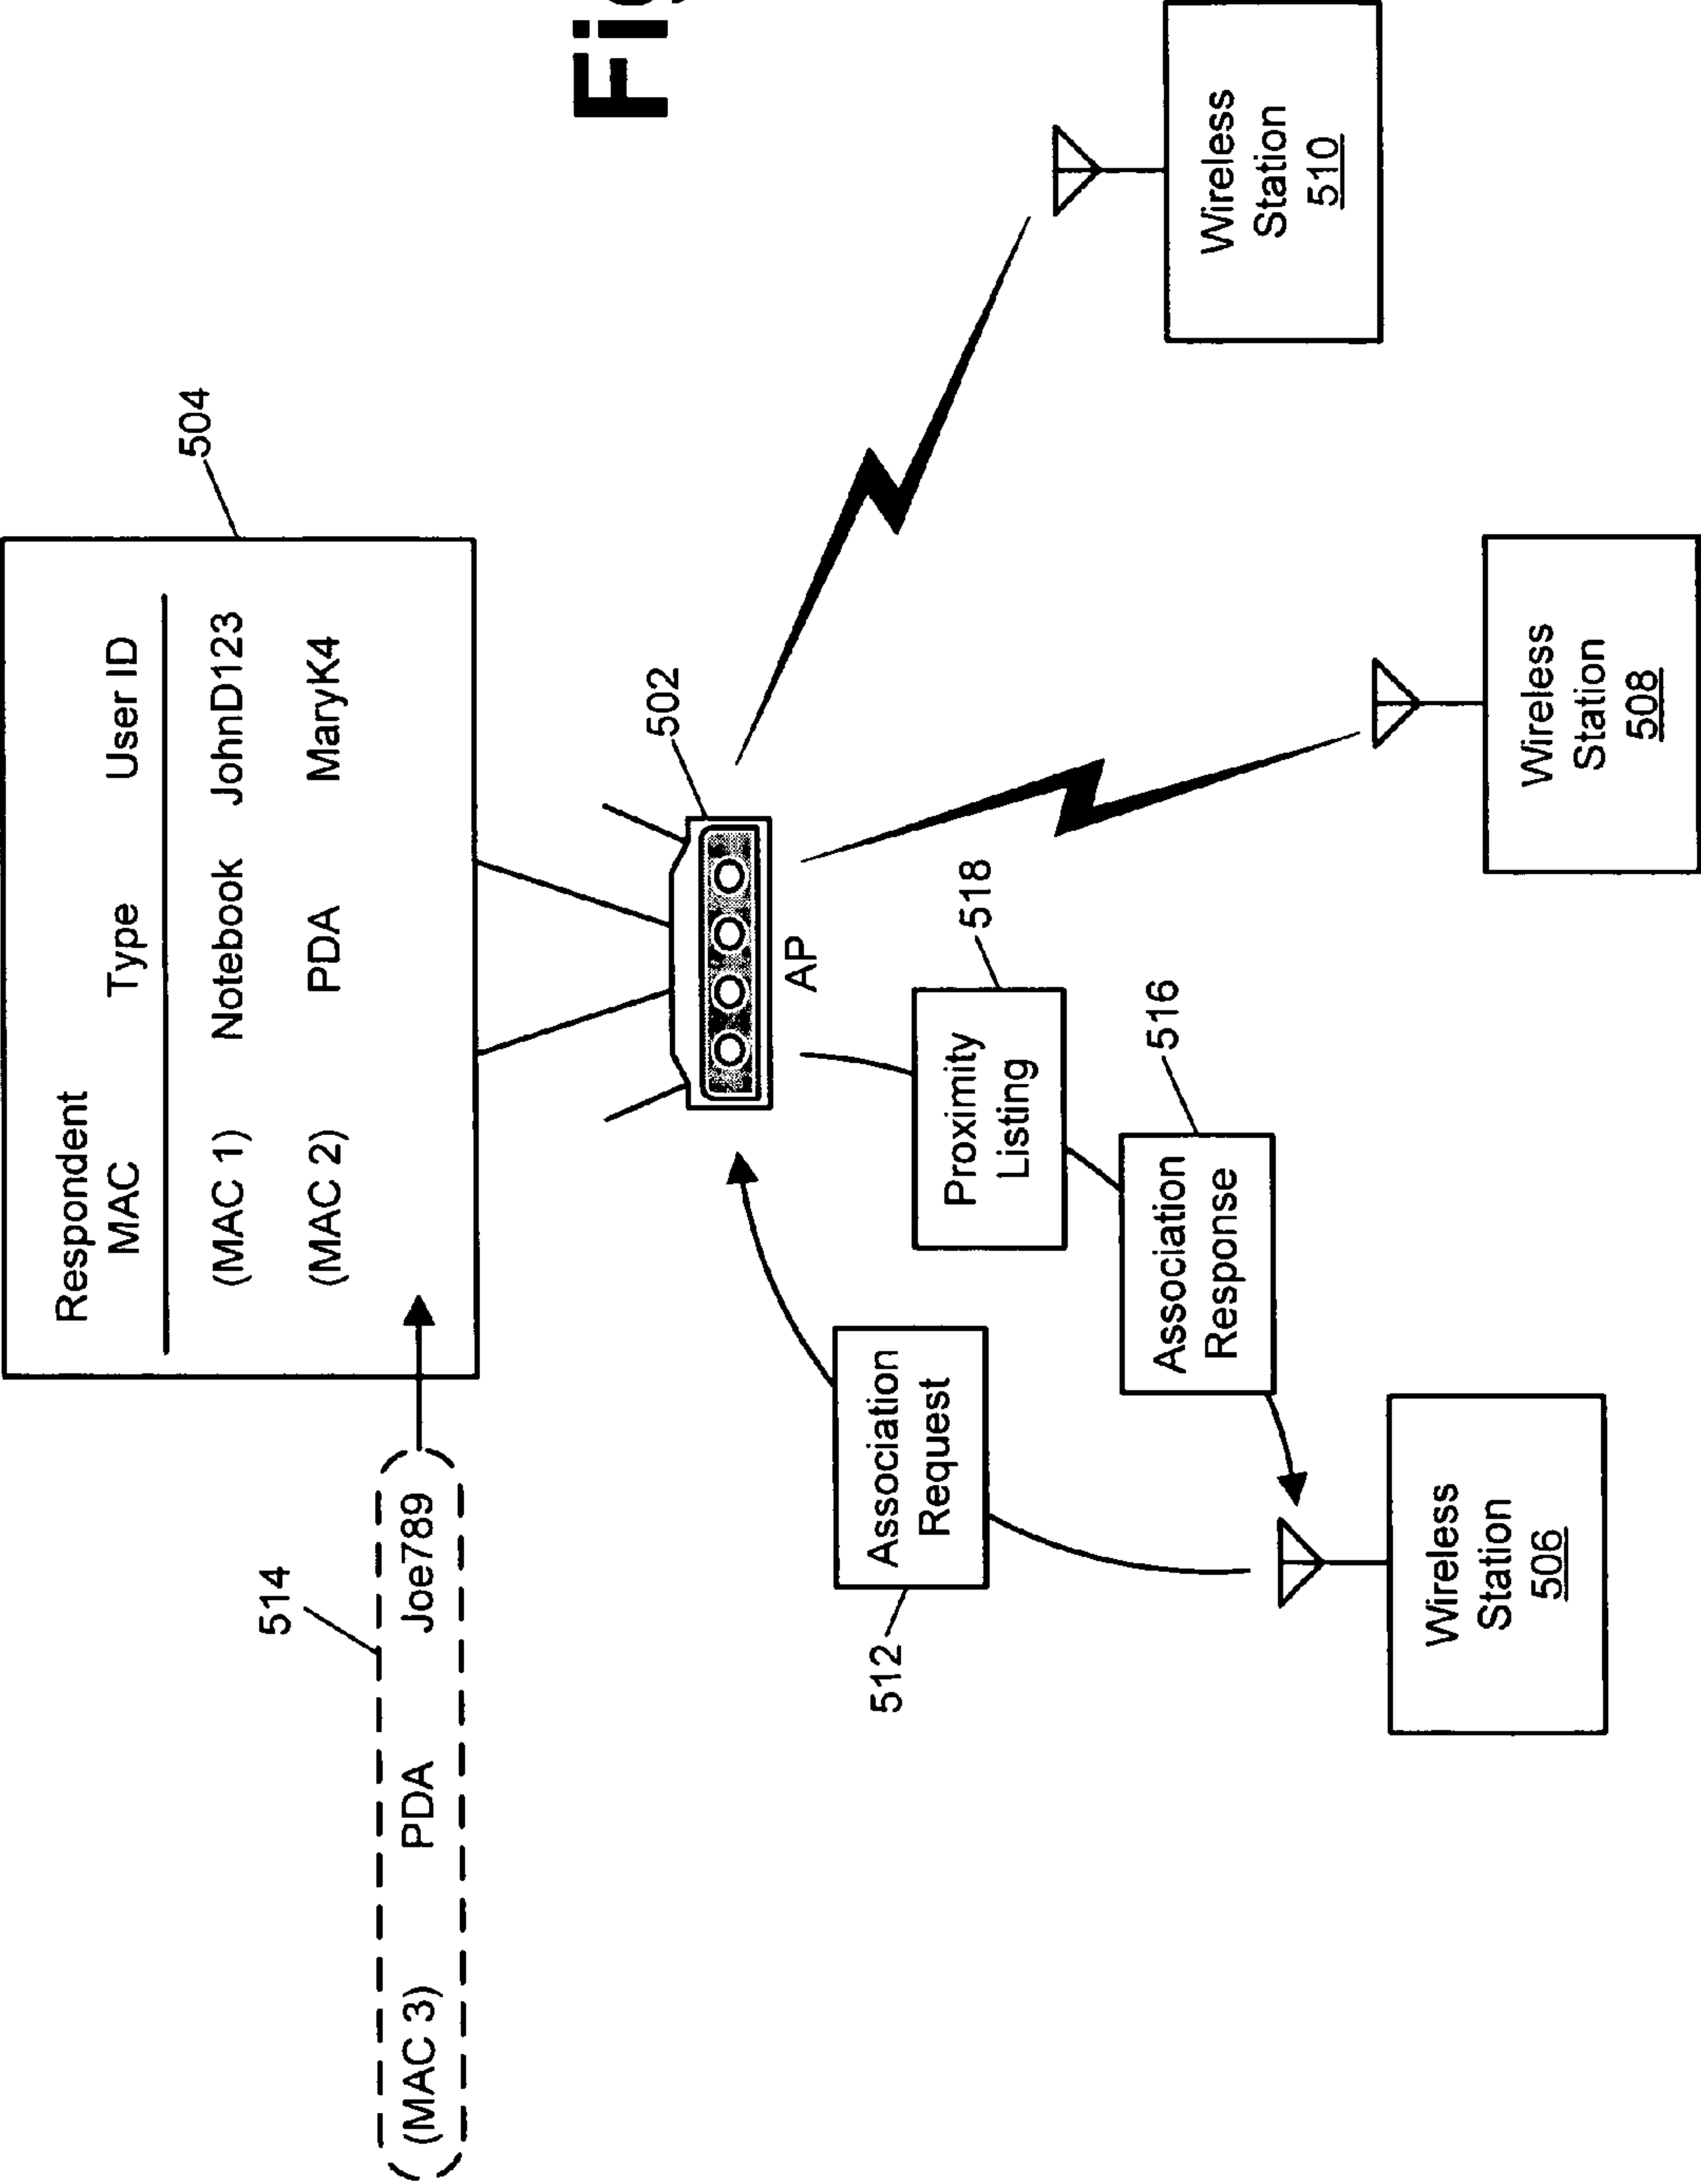 504
Respondent
MAC Type User ID
(MAC 1) Notebook JohnD123
(MAC 2) PDA MaryK4
514
(MAC 3) PDA Joe789
502
AP
518
Proximity
Listing
516
Association
Response
512
Association
Request
Wireless
Station
506
Wireless
Station
508
Wireless
Station
510